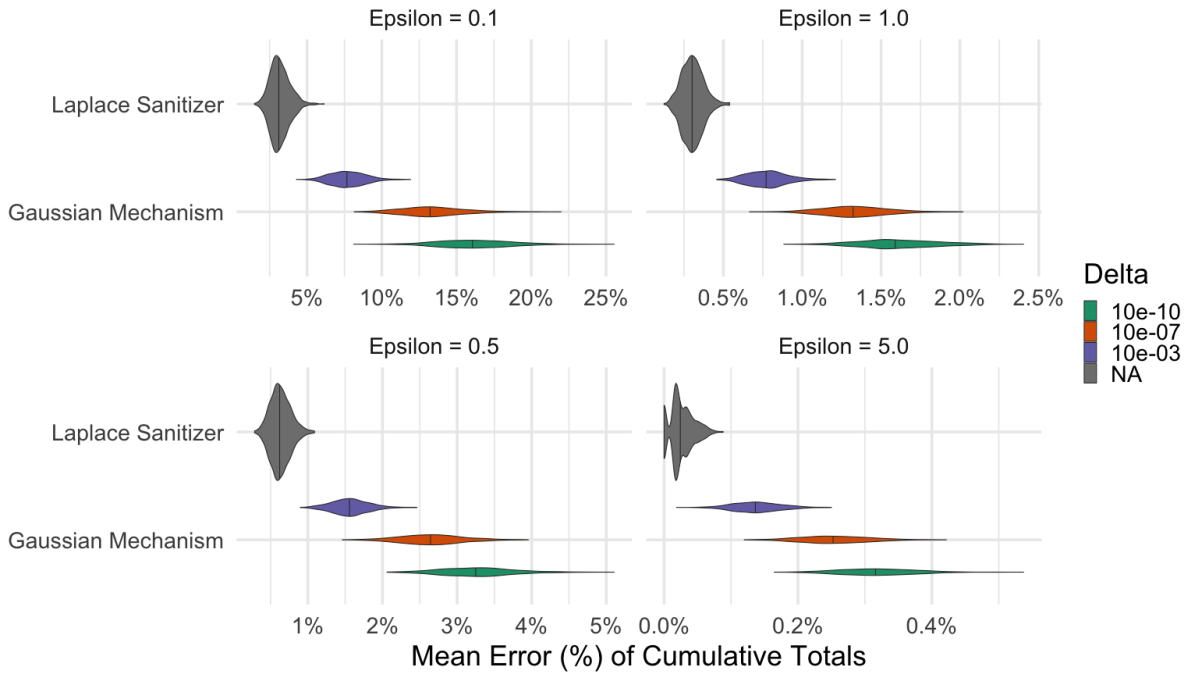 Epsilon = 0.1
Epsilon = 1.0
Laplace Sanitizer
Gaussian Mechanism
5% 10% 15% 20% 25%
0.5% 1.0% 1.5% 2.0% 2.5%
Delta
10e-10
10e-07
10e-03
NA
Epsilon = 0.5
Epsilon = 5.0
Laplace Sanitizer
Gaussian Mechanism
1% 2% 3% 4% 5%
0.0% 0.2% 0.4%
Mean Error (%) of Cumulative Totals